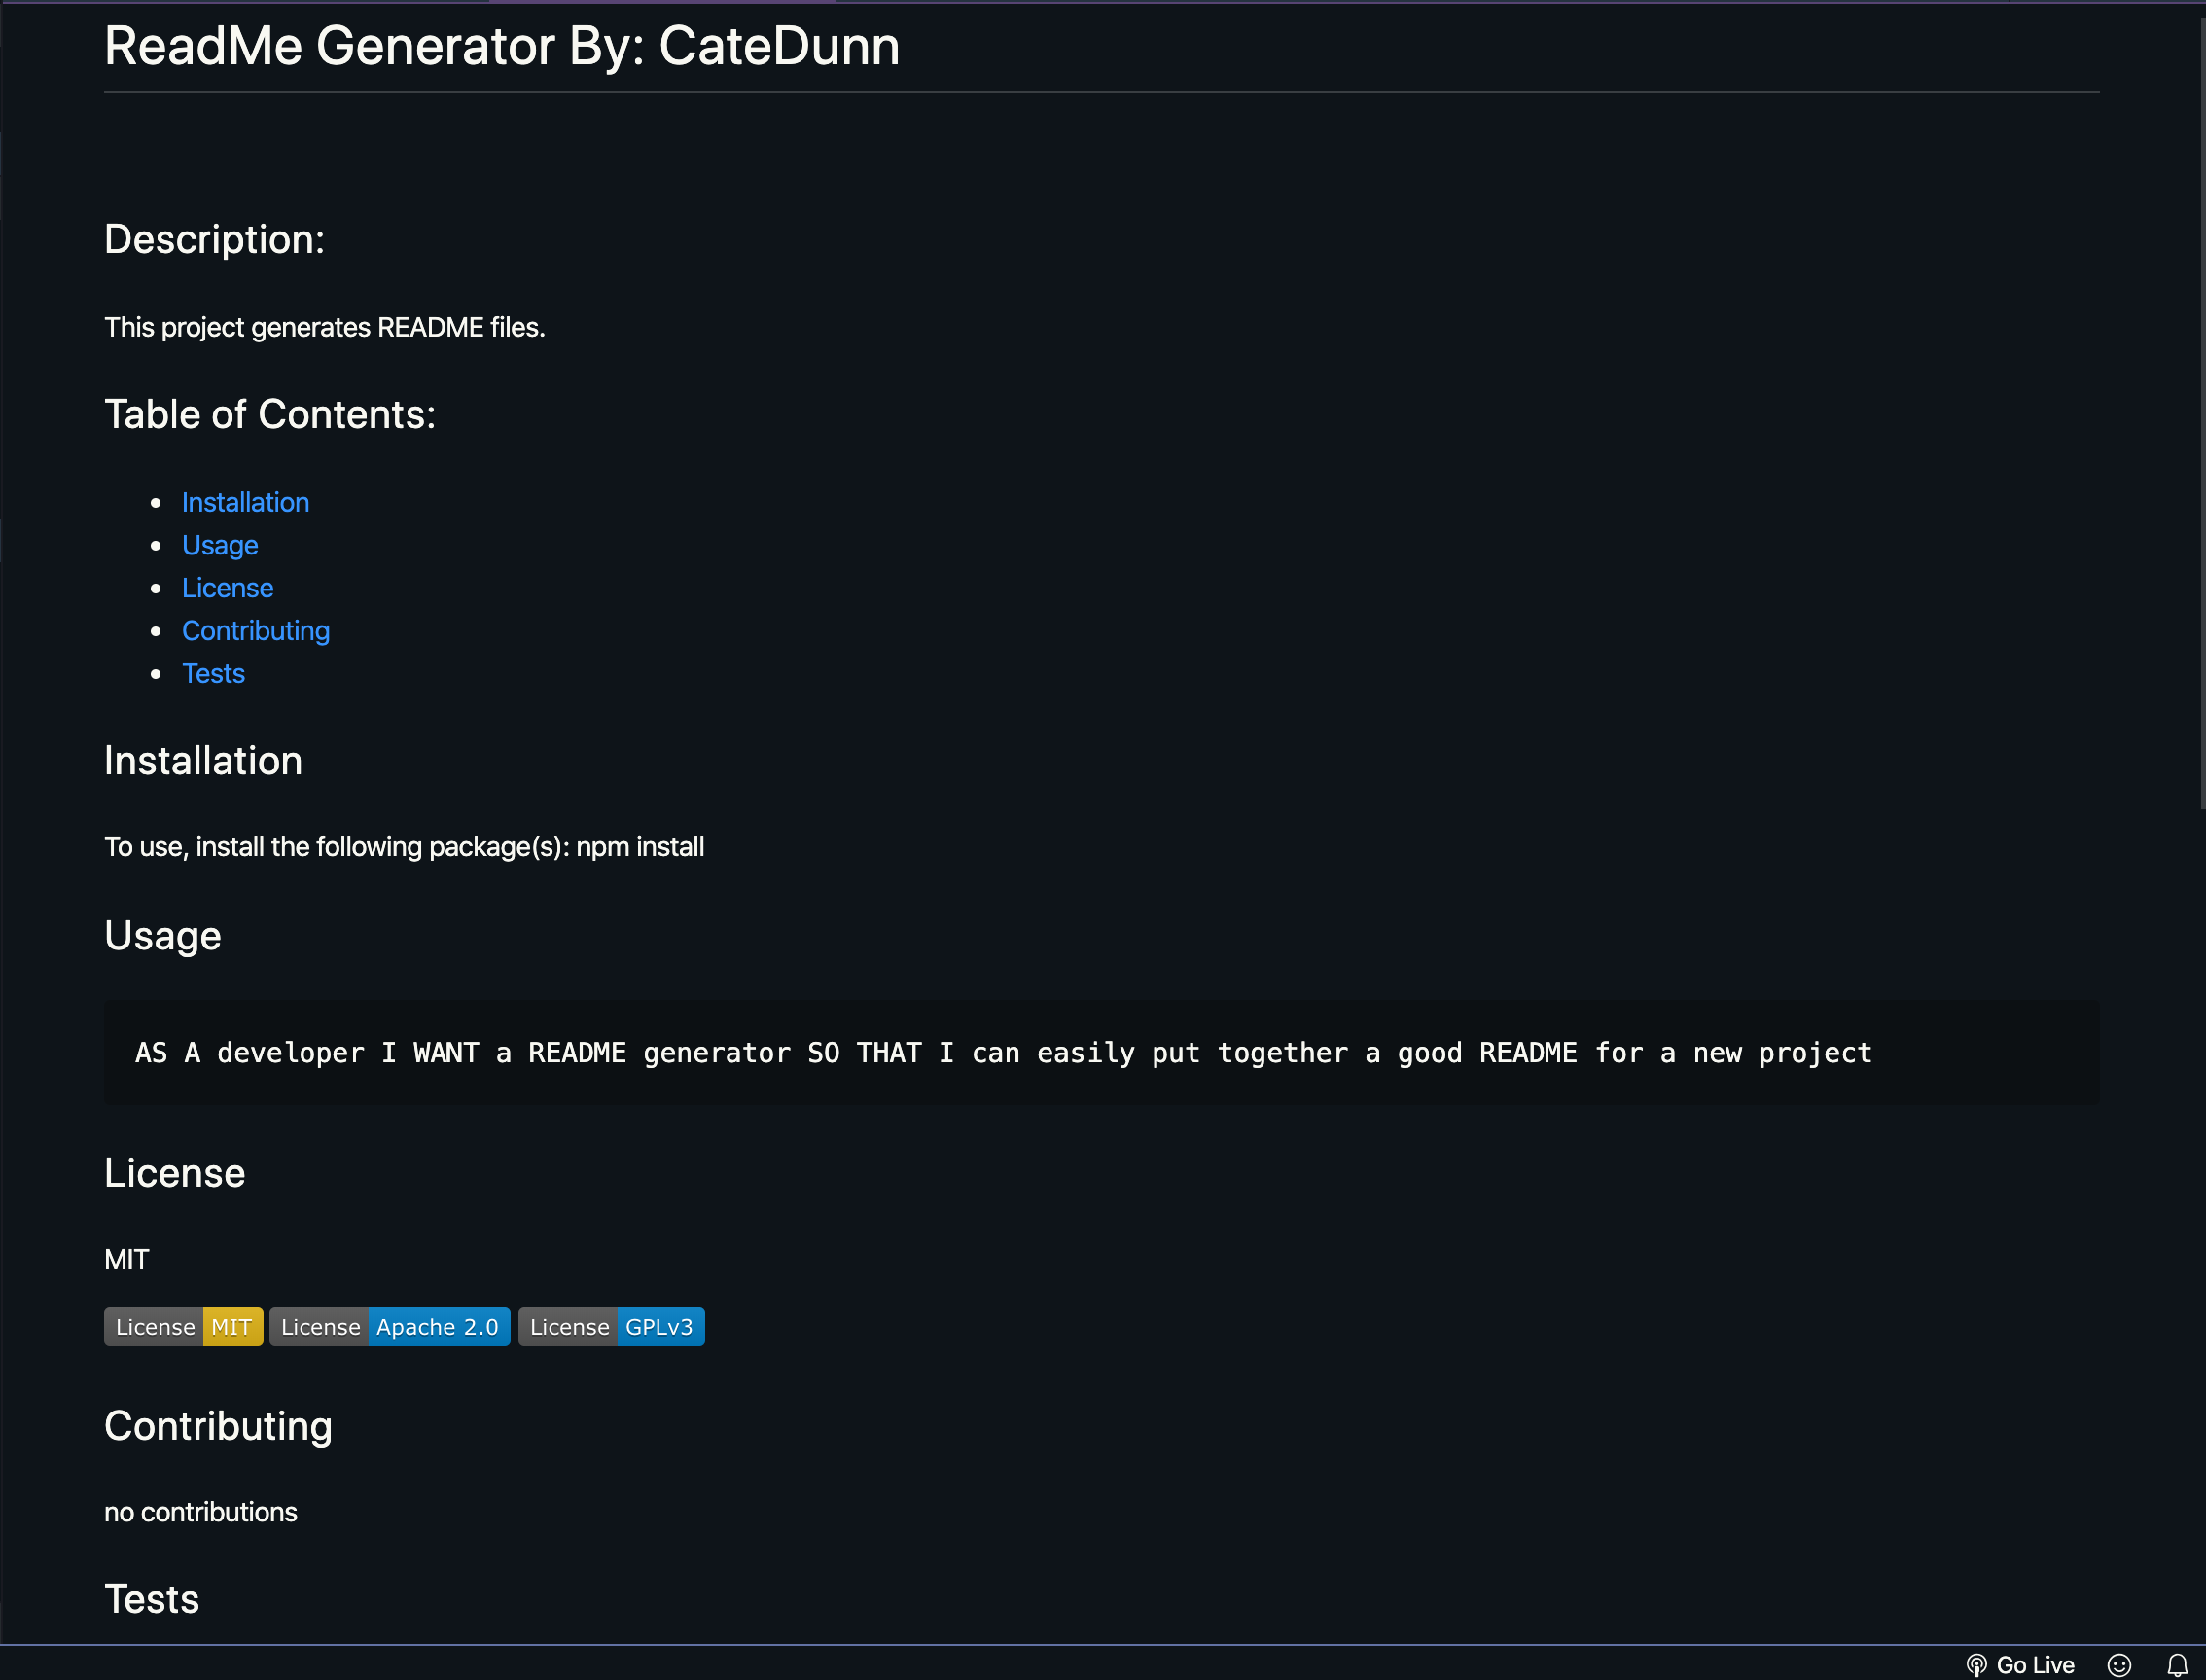 ReadMe Generator By: CateDunn
Description:
This project generates README files.
Table of Contents:
Installation
Usage
License
Contributing
Tests
Installation
To use, install the following package(s): npm install
Usage
AS A developer I WANT a README generator SO THAT I can easily put together a good README for a new project
License
MIT
License MIT License Apache 2.0 License GPLv3
Contributing
no contributions
Tests
Go Live